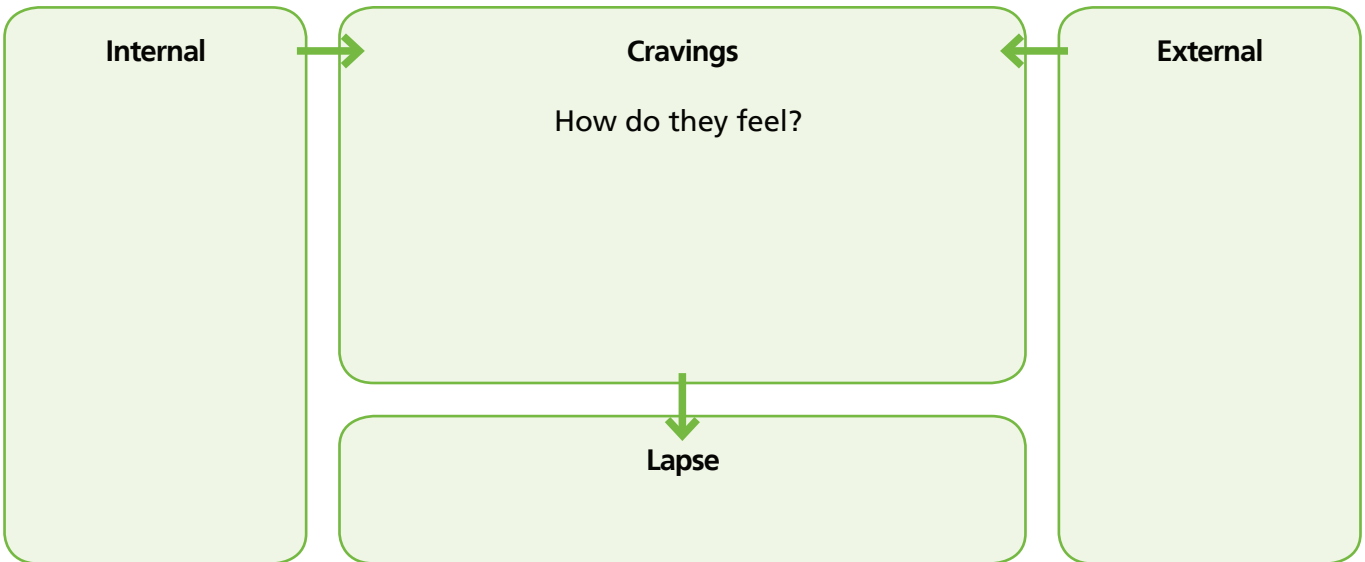 Internal
Cravings
How do they feel?
External
Lapse